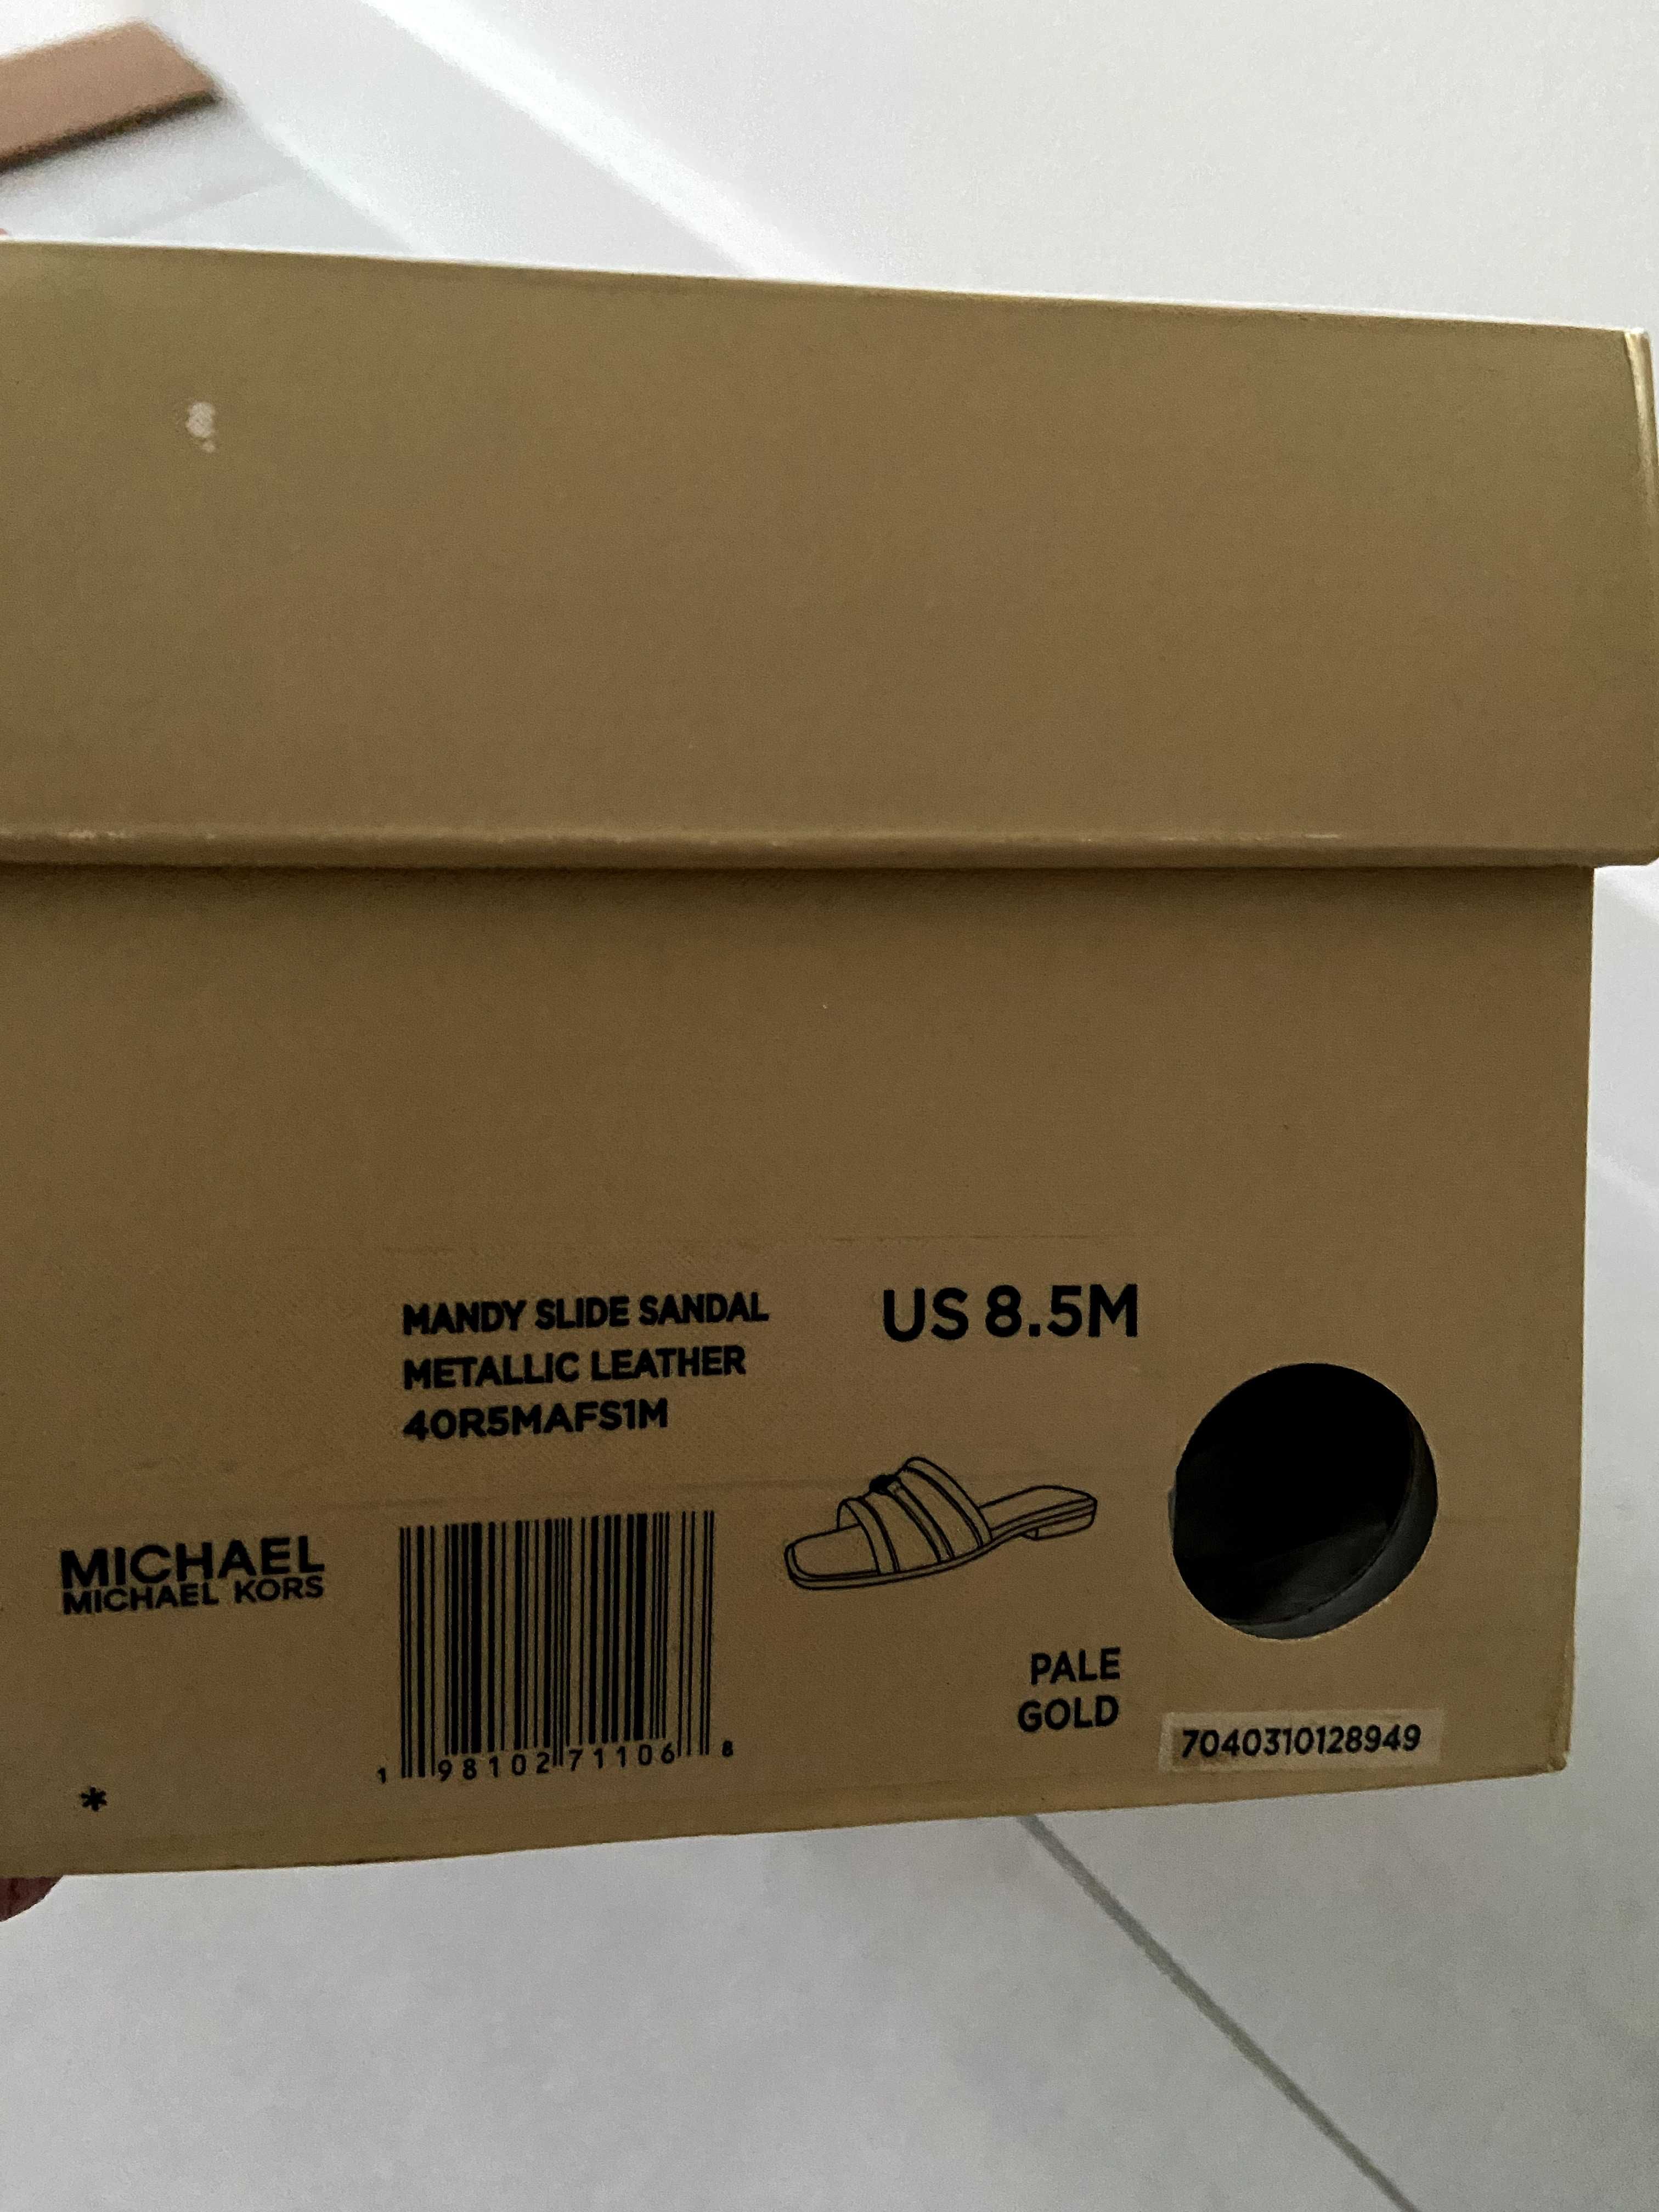 MANDY SLIDE SANDAL
METALLIC LEATHER
40R5MAFS1M
US 8.5M
MICHAEL
MICHAEL KORS
1 98102 71106 8
PALE
GOLD
7040310128949
*